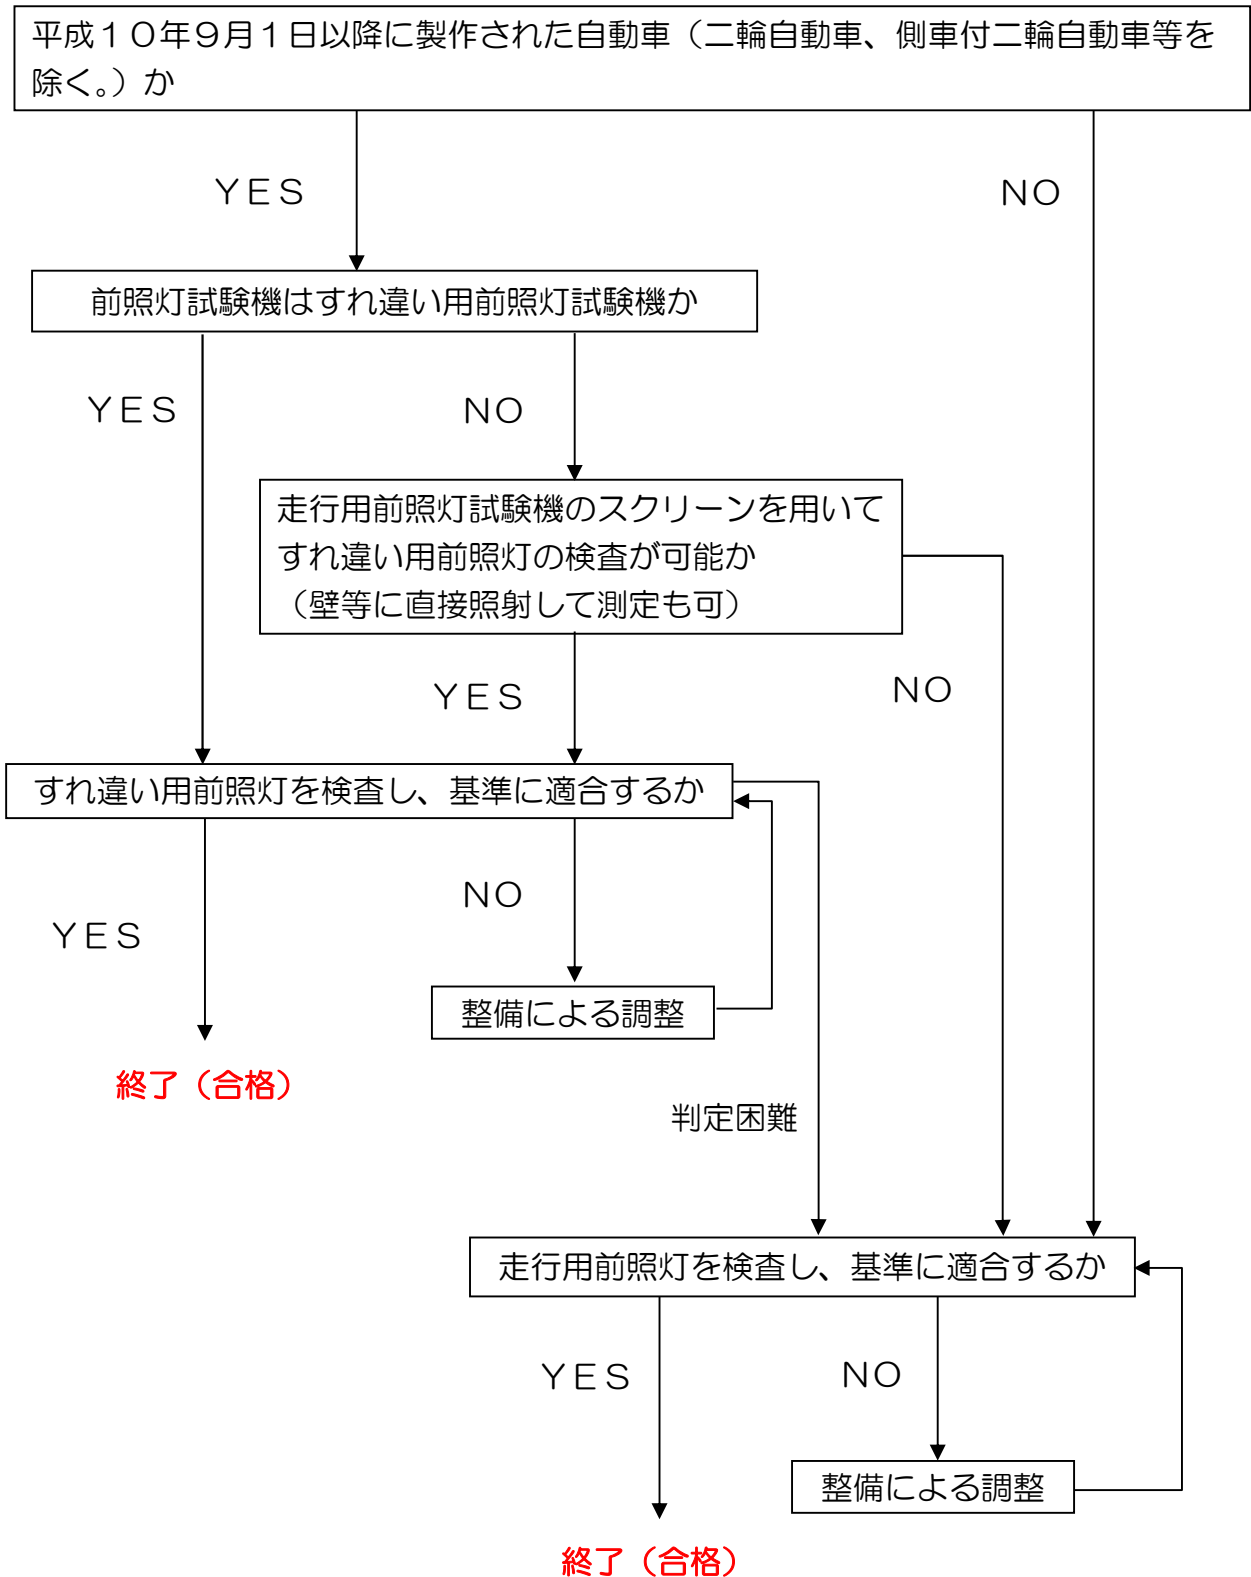 平成１０年９月１日以降に製作された自動車（二輪自動車、側車付二輪自動車等を
除く。）か
ＹＥＳ
ＮＯ
前照灯試験機はすれ違い用前照灯試験機か
ＹＥＳ
ＮＯ
走行用前照灯試験機のスクリーンを用いて
すれ違い用前照灯の検査が可能か
（壁等に直接照射して測定も可）
ＹＥＳ
ＮＯ
すれ違い用前照灯を検査し、基準に適合するか
ＹＥＳ
ＮＯ
整備による調整
終了（合格）
判定困難
走行用前照灯を検査し、基準に適合するか
ＹＥＳ
ＮＯ
整備による調整
終了（合格）